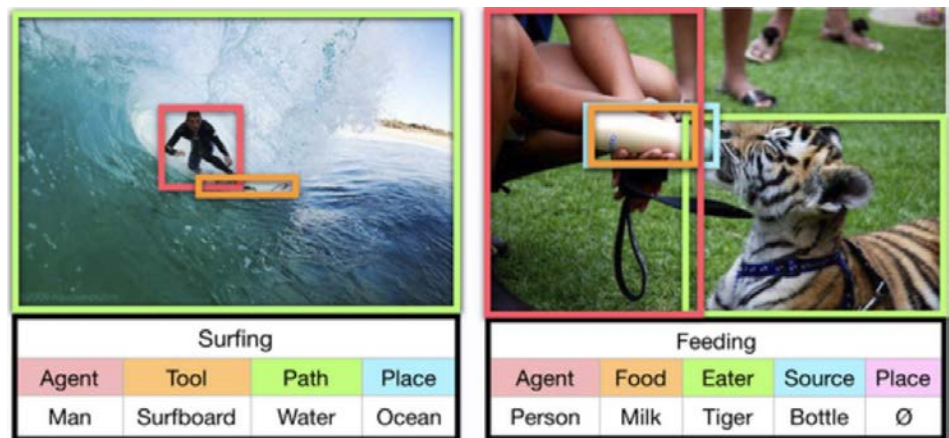 Surfing
Agent Tool Path Place
Man Surfboard Water Ocean
Feeding
Agent Food Eater Source Place
Person Milk Tiger Bottle Ø